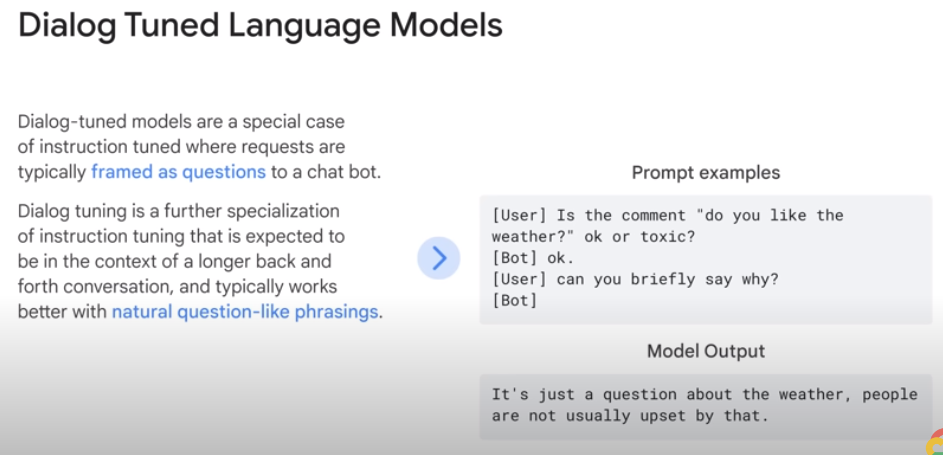 Dialog Tuned Language Models
Dialog-tuned models are a special case
of instruction tuned where requests are
typically framed as questions to a chat bot.
Dialog tuning is a further specialization
of instruction tuning that is expected to
be in the context of a longer back and
forth conversation, and typically works
better with natural question-like phrasings.
Prompt examples
[User] Is the comment "do you like the
weather?" ok or toxic?
[Bot] ok.
[User] can you briefly say why?
[Bot]
Model Output
It's just a question about the weather, people
are not usually upset by that.